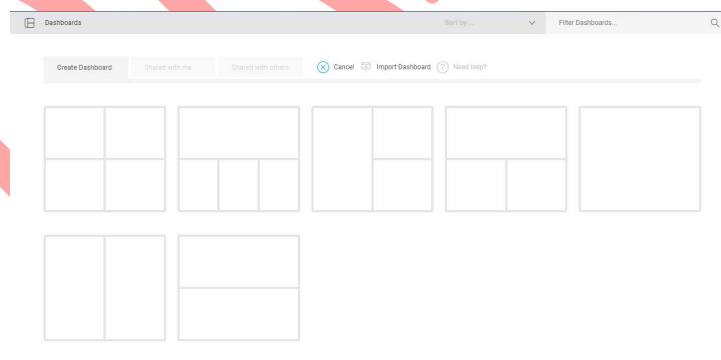 Dashboards Sort by ... Filter Dashboards...
Create Dashboard Shared with me Shared with others Cancel Import Dashboard ? Need help?